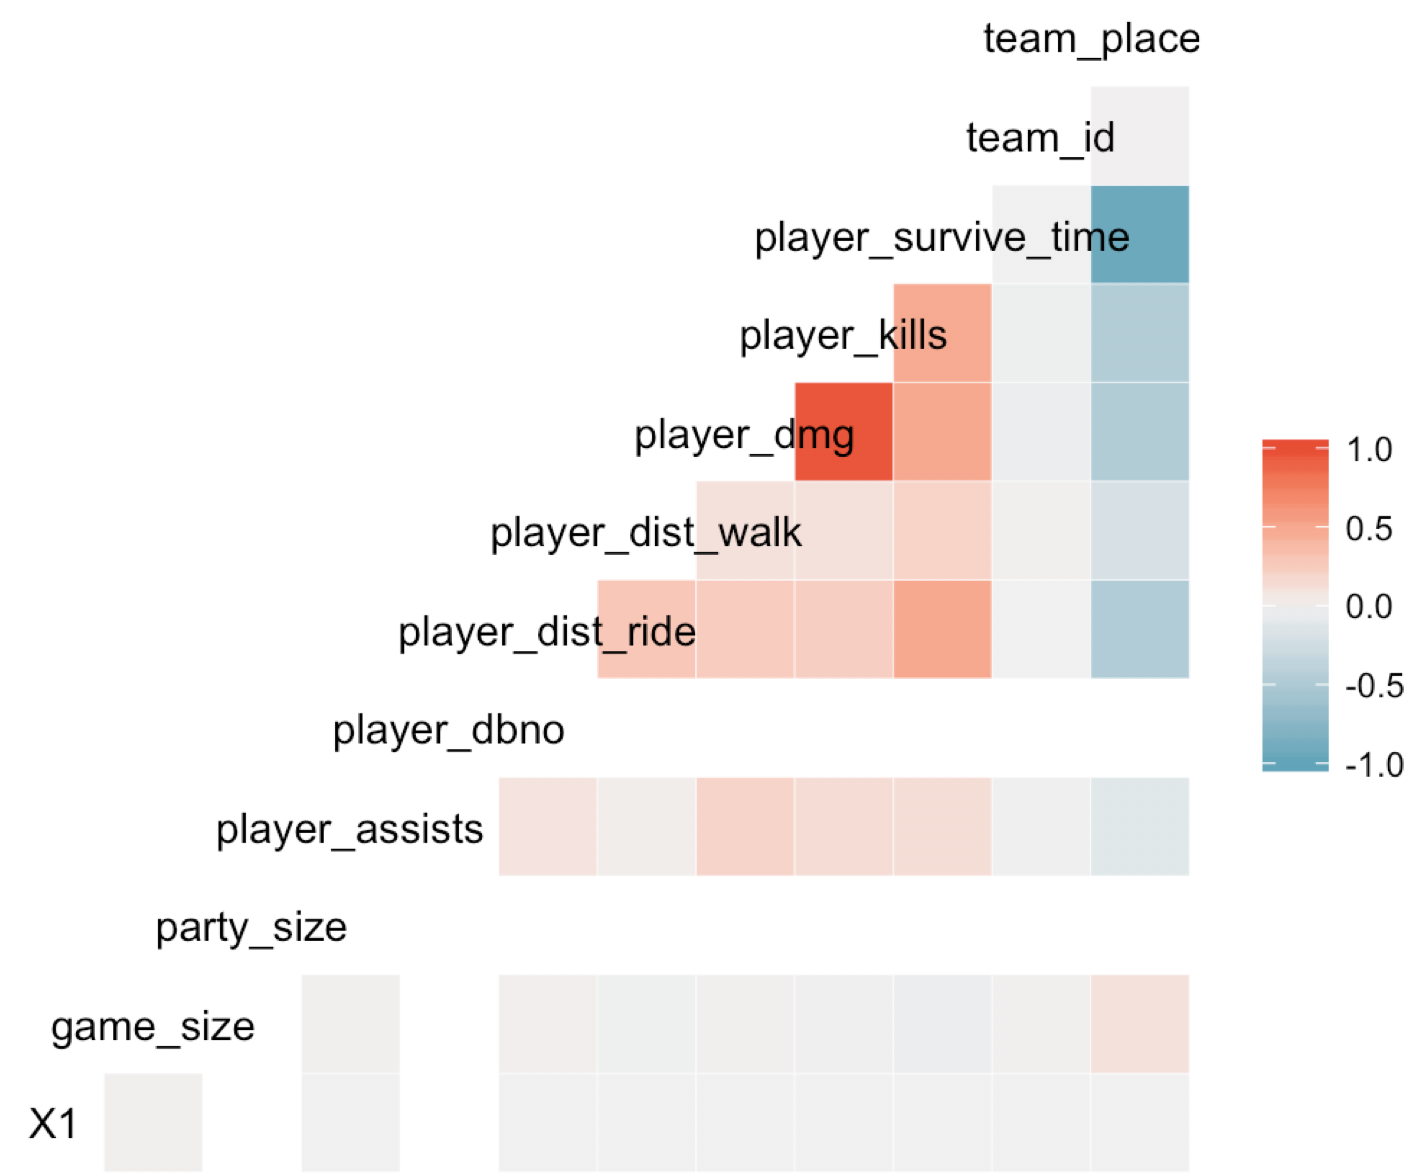 team_place
team_id
player_survive_time
player_kills
player_dmg
player_dist_walk
player_dist_ride
player_dbno
player_assists
party_size
game_size
X1
1.0
0.5
0.0
-0.5
-1.0